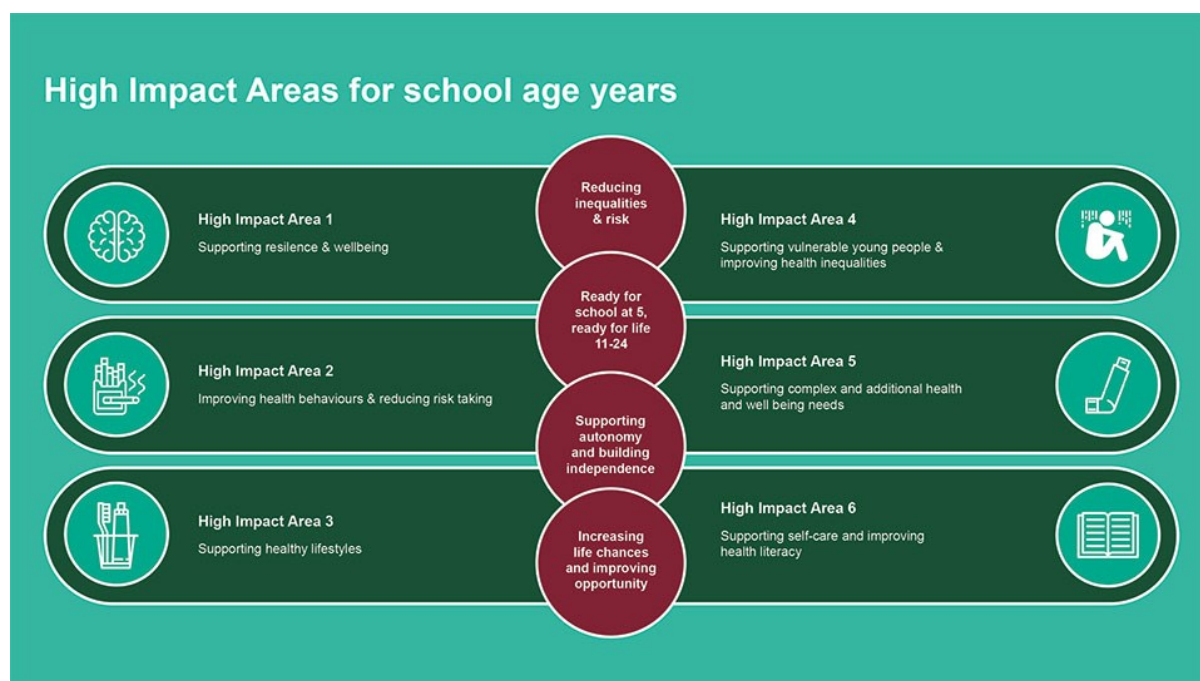 High Impact Areas for school age years
High Impact Area 1
Supporting resilence & wellbeing
High Impact Area 2
Improving health behaviours & reducing risk taking
High Impact Area 3
Supporting healthy lifestyles
Reducing
inequalities
& risk
Ready for
school at 5,
ready for life
11-24
Supporting
autonomy
and building
independence
Increasing
life chances
and improving
opportunity
High Impact Area 4
Supporting vulnerable young people &
improving health inequalities
High Impact Area 5
Supporting complex and additional health
and well being needs
High Impact Area 6
Supporting self-care and improving
health literacy